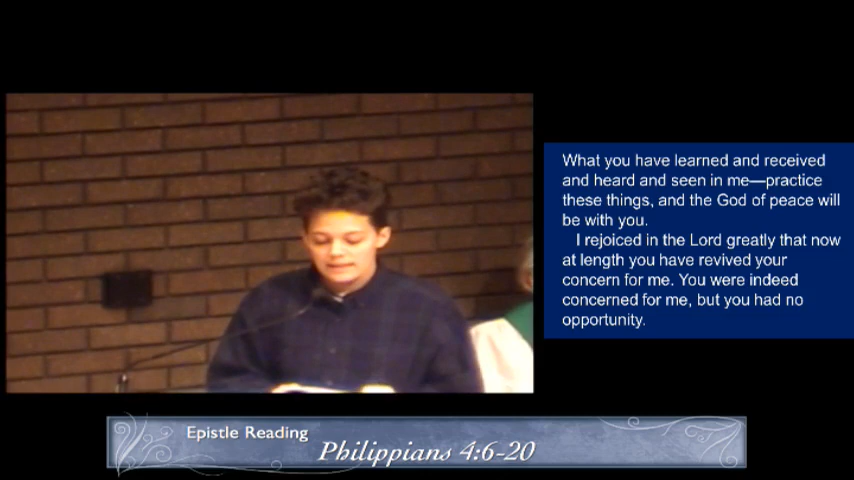 What you have learned and received
and heard and seen in me—practice
these things, and the God of peace will
be with you.
I rejoiced in the Lord greatly that now
at length you have revived your
concern for me. You were indeed
concerned for me, but you had no
opportunity.
Epistle Reading
Philippians 4:6-20